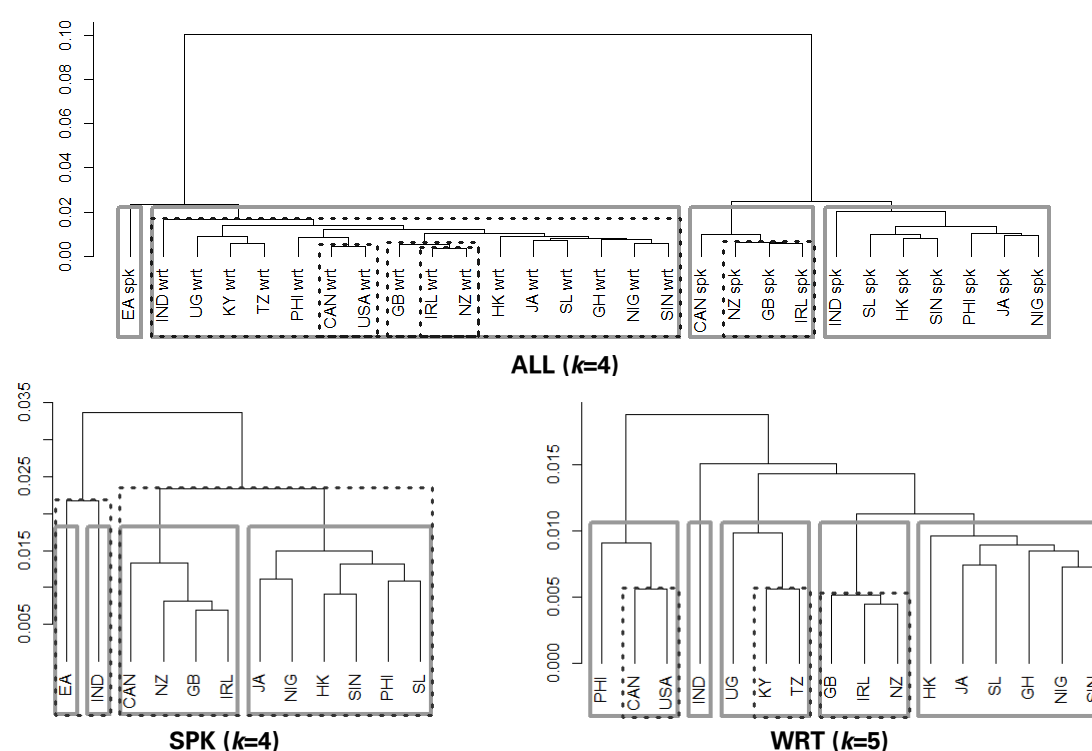 0.10
0.08
0.06
0.04
0.02
0.00
EA spk
IND wrt
UG wrt
KY wrt
TZ wrt
PHI wrt
CAN wrt
USA wrt
GB wrt
IRL wrt
NZ wrt
HK wrt
JA wrt
SL wrt
GH wrt
NIG wrt
SIN wrt
CAN spk
NZ spk
GB spk
IRL spk
IND spk
SL spk
HK spk
SIN spk
PHI spk
JA spk
NIG spk
ALL (k=4)
0.035
0.025
0.015
0.005
EA
IND
CAN
NZ
GB
IRL
JA
NIG
HK
SIN
PHI
SL
SPK (k=4)
0.015
0.010
0.005
0.000
PHI
CAN
USA
IND
UG
KY
TZ
GB
IRL
NZ
HK
JA
SL
GH
NIG
SIN
WRT (k=5)